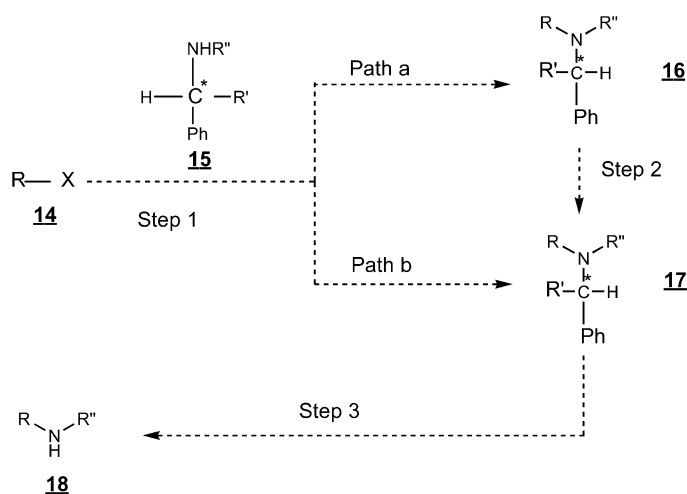 NHR"
H C * R'
Ph
15
R X
14
Step 1
Path a
R R"
N
R' C * H
Ph
16
Step 2
Path b
R R"
N
R' C * H
Ph
17
Step 3
R R"
N
H
18